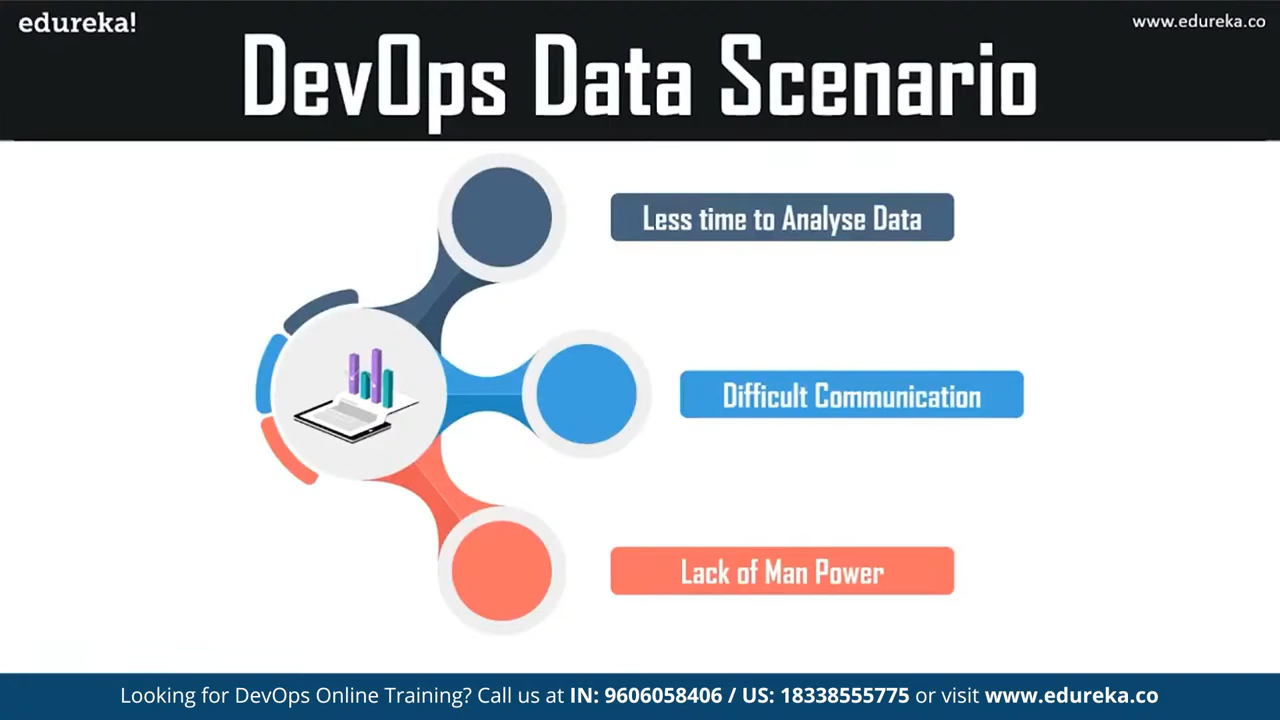 edureka!
www.edureka.co
DevOps Data Scenario
Less time to Analyse Data
Difficult Communication
Lack of Man Power
Looking for DevOps Online Training? Call us at IN: 9606058406 / US: 18338555775 or visit www.edureka.co